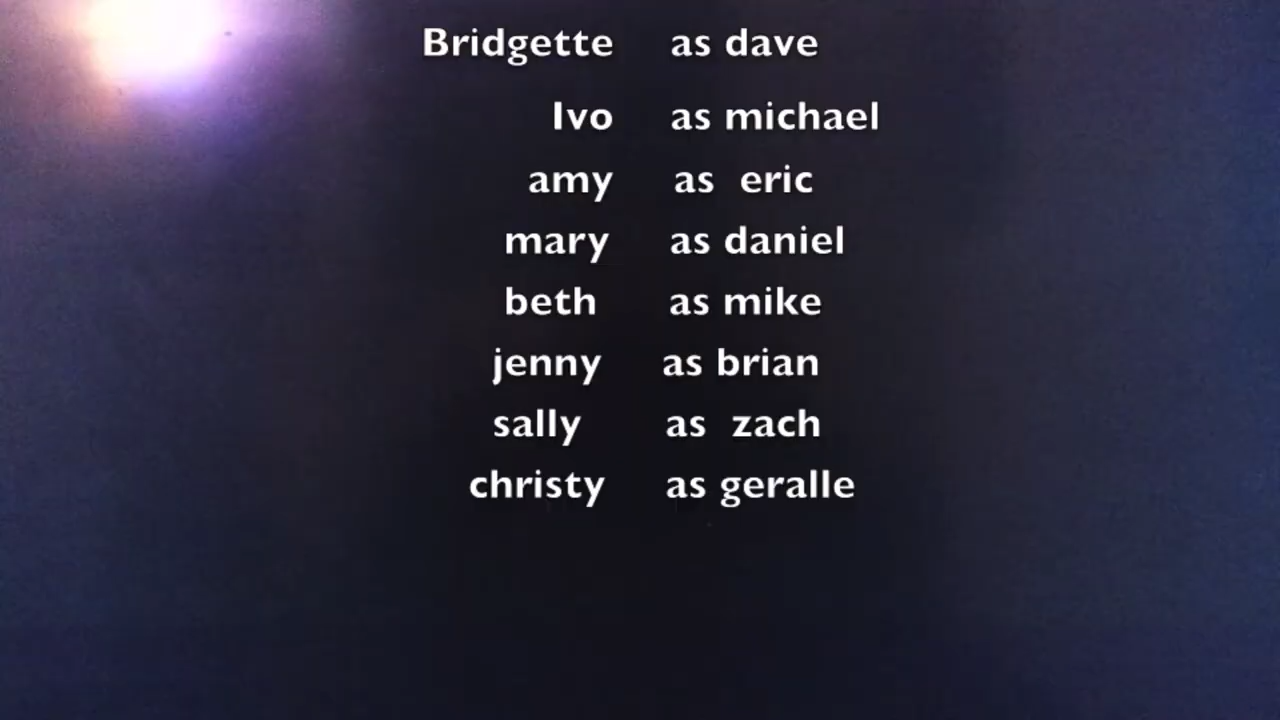 Bridgette as dave
Ivo as michael
amy as eric
mary as daniel
beth as mike
jenny as brian
sally as zach
christy as geralle